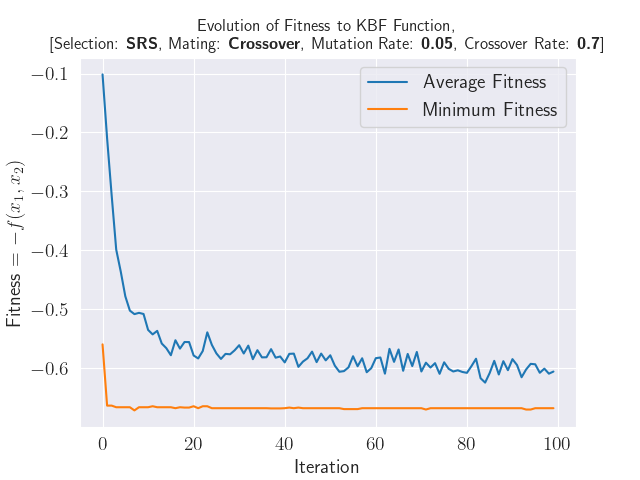 Evolution of Fitness to KBF Function,
[Selection: SRS, Mating: Crossover, Mutation Rate: 0.05, Crossover Rate: 0.7]
Average Fitness
Minimum Fitness
−0.1
−0.2
−0.3
−0.4
−0.5
−0.6
Fitness = −f(x₁, x₂)
0
20
40
60
80
100
Iteration